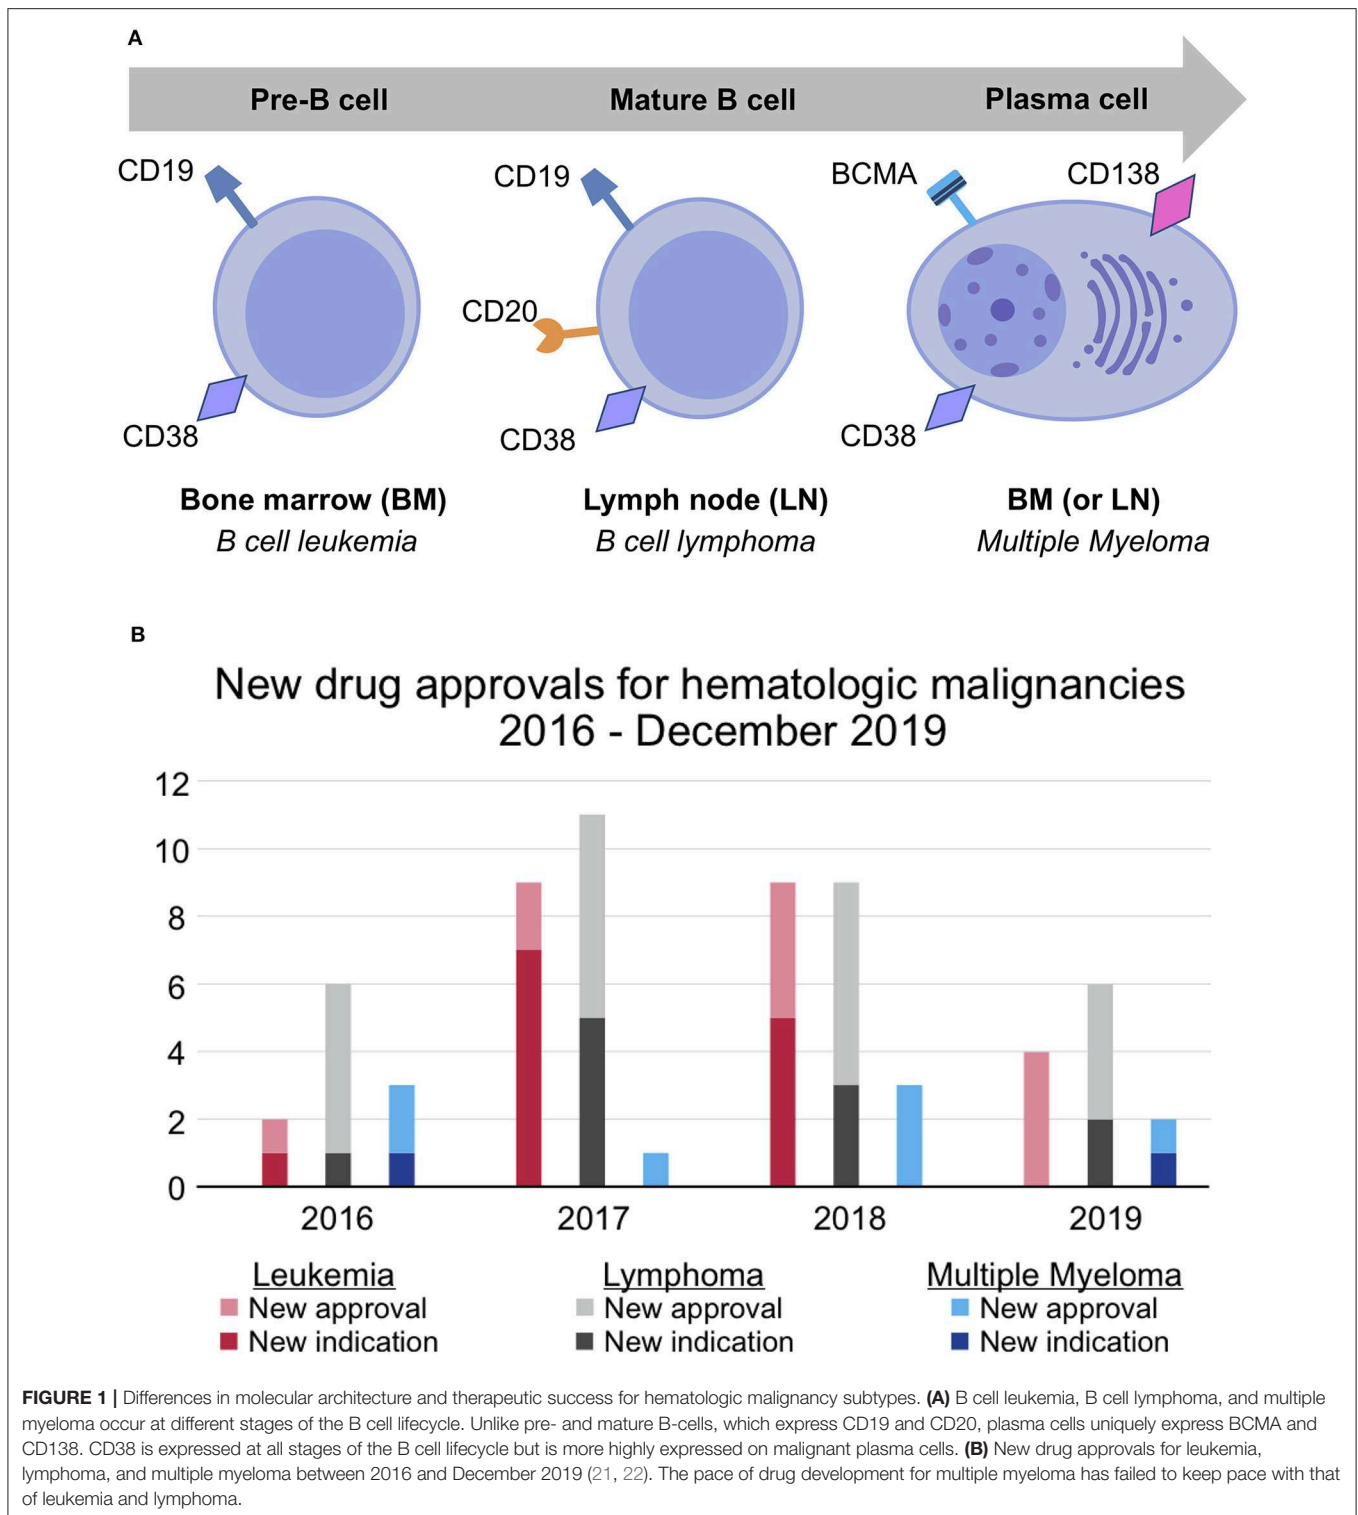 A
Pre-B cell Mature B cell Plasma cell
CD19 CD19 BCMA CD138
CD20
CD38 CD38 CD38
Bone marrow (BM) Lymph node (LN) BM (or LN)
B cell leukemia B cell lymphoma Multiple Myeloma
B
New drug approvals for hematologic malignancies
2016 - December 2019
12
10
8
6
4
2
0
2016 2017 2018 2019
Leukemia Lymphoma Multiple Myeloma
New approval New approval New approval
New indication New indication New indication
FIGURE 1 | Differences in molecular architecture and therapeutic success for hematologic malignancy subtypes. (A) B cell leukemia, B cell lymphoma, and multiple
myeloma occur at different stages of the B cell lifecycle. Unlike pre- and mature B-cells, which express CD19 and CD20, plasma cells uniquely express BCMA and
CD138. CD38 is expressed at all stages of the B cell lifecycle but is more highly expressed on malignant plasma cells. (B) New drug approvals for leukemia,
lymphoma, and multiple myeloma between 2016 and December 2019 (21, 22). The pace of drug development for multiple myeloma has failed to keep pace with that
of leukemia and lymphoma.